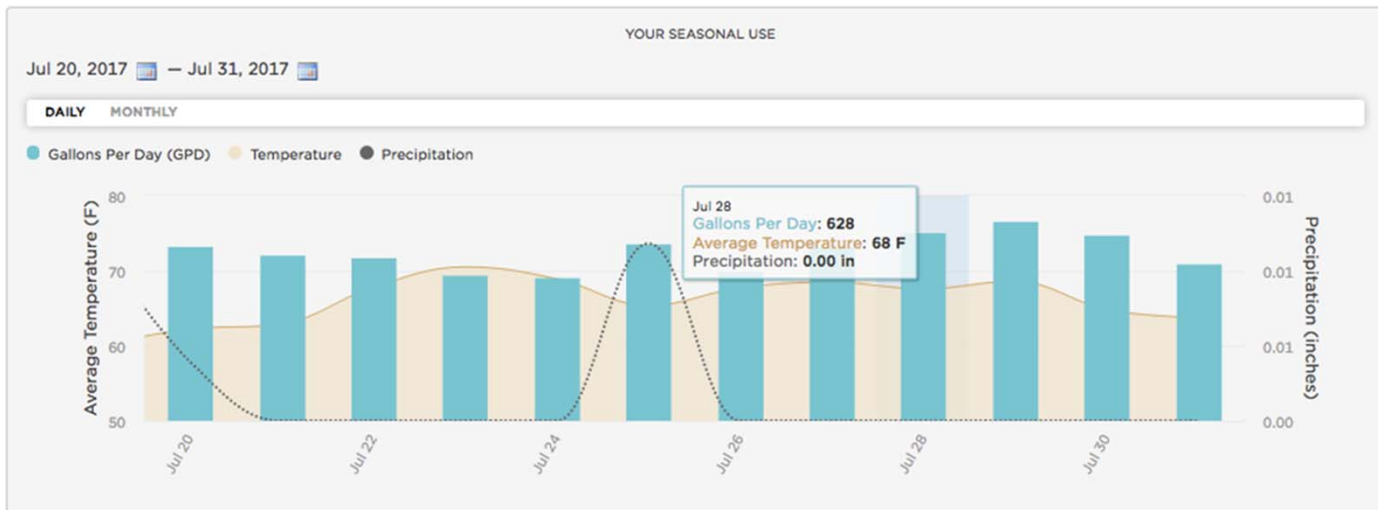 YOUR SEASONAL USE
Jul 20, 2017 — Jul 31, 2017
DAILY MONTHLY
Gallons Per Day (GPD) Temperature Precipitation
Average Temperature (F)
80
70
60
50
Jul 28
Gallons Per Day: 628
Average Temperature: 68 F
Precipitation: 0.00 in
0.01
0.01
0.01
0.00
Precipitation (inches)
Jul 20
Jul 22
Jul 24
Jul 26
Jul 28
Jul 30